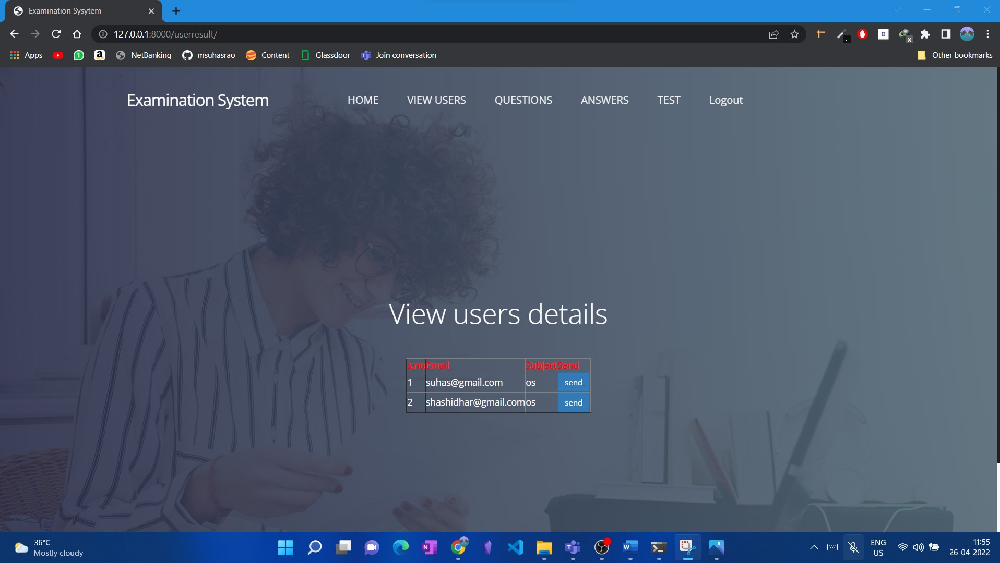 Examination Sysytem
127.0.0.1:8000/userresult/
Apps
NetBanking
msuhasrao
Content
Glassdoor
Join conversation
Other bookmarks
Examination System
HOME
VIEW USERS
QUESTIONS
ANSWERS
TEST
Logout
View users details
s.no Email Subject Send
1 suhas@gmail.com os send
2 shashidhar@gmail.com os send
36°C
Mostly cloudy
ENG
US
11:55
26-04-2022